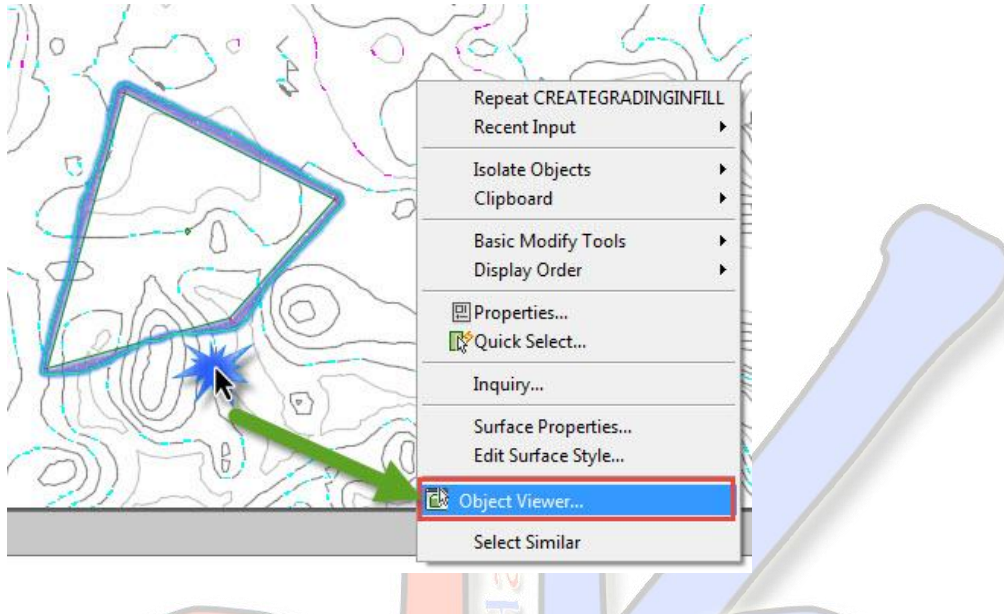 Repeat CREATEGRADINGINFILL
Recent Input
Isolate Objects
Clipboard
Basic Modify Tools
Display Order
Properties...
Quick Select...
Inquiry...
Surface Properties...
Edit Surface Style...
Object Viewer...
Select Similar